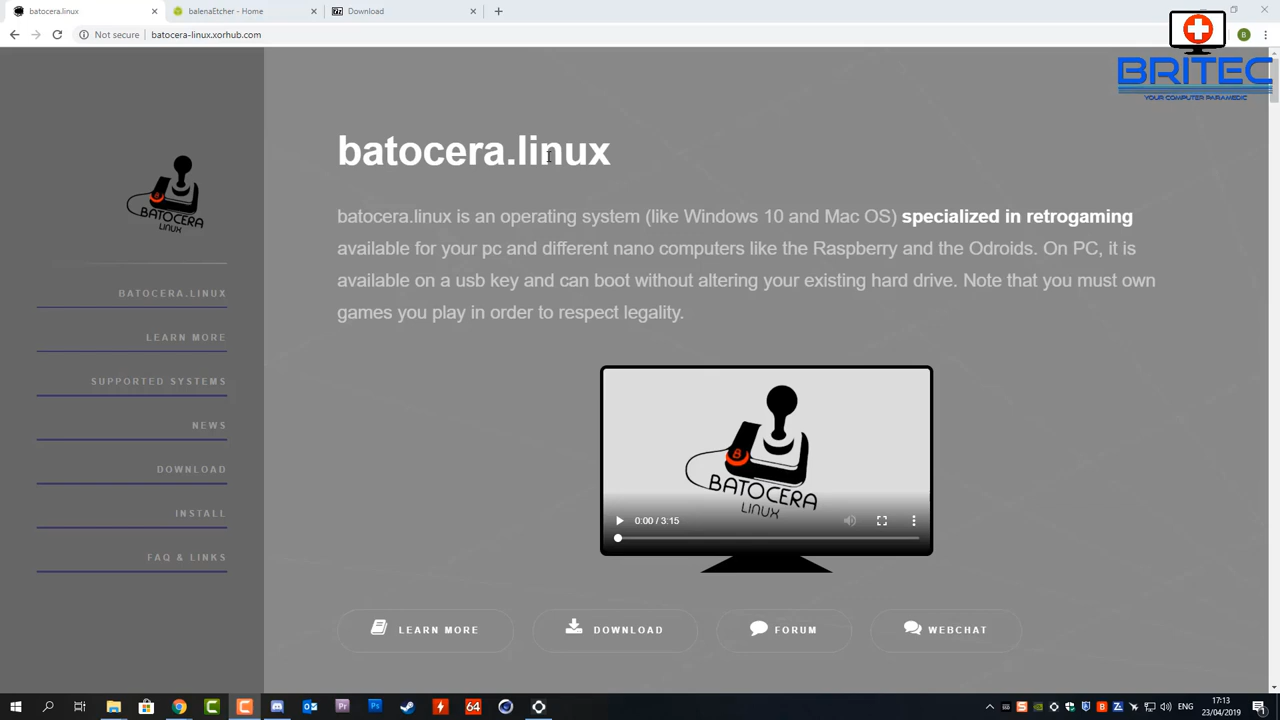 batocera.linux
balenaEtcher - Home
Download
Not secure
batocera-linux.xorhub.com
B
BRITEC
YOUR COMPUTER PARAMEDIC
BATOCERA
LINUX
BATOCERA.LINUX
LEARN MORE
SUPPORTED SYSTEMS
NEWS
DOWNLOAD
INSTALL
FAQ & LINKS
batocera.linux
batocera.linux is an operating system (like Windows 10 and Mac OS) specialized in retrogaming
available for your pc and different nano computers like the Raspberry and the Odroids. On PC, it is
available on a usb key and can boot without altering your existing hard drive. Note that you must own
games you play in order to respect legality.
B
BATOCERA
LINUX
0:00 / 3:15
LEARN MORE
DOWNLOAD
FORUM
WEBCHAT
Pr
Ps
64
ENG
17:13
23/04/2019